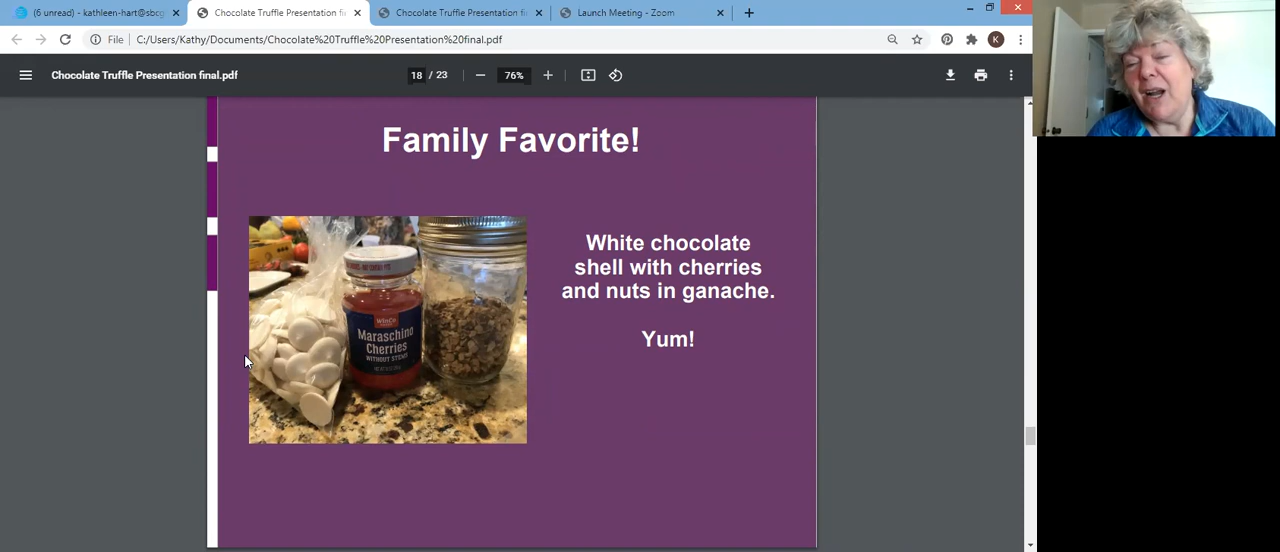 (6 unread) - kathleen-hart@sbcg
Chocolate Truffle Presentation fi
Chocolate Truffle Presentation fi
Launch Meeting - Zoom
File
C:/Users/Kathy/Documents/Chocolate%20Truffle%20Presentation%20final.pdf
K
Chocolate Truffle Presentation final.pdf
18 / 23
76%
Family Favorite!
WinCo
Maraschino
Cherries
WITHOUT STEMS
White chocolate
shell with cherries
and nuts in ganache.
Yum!